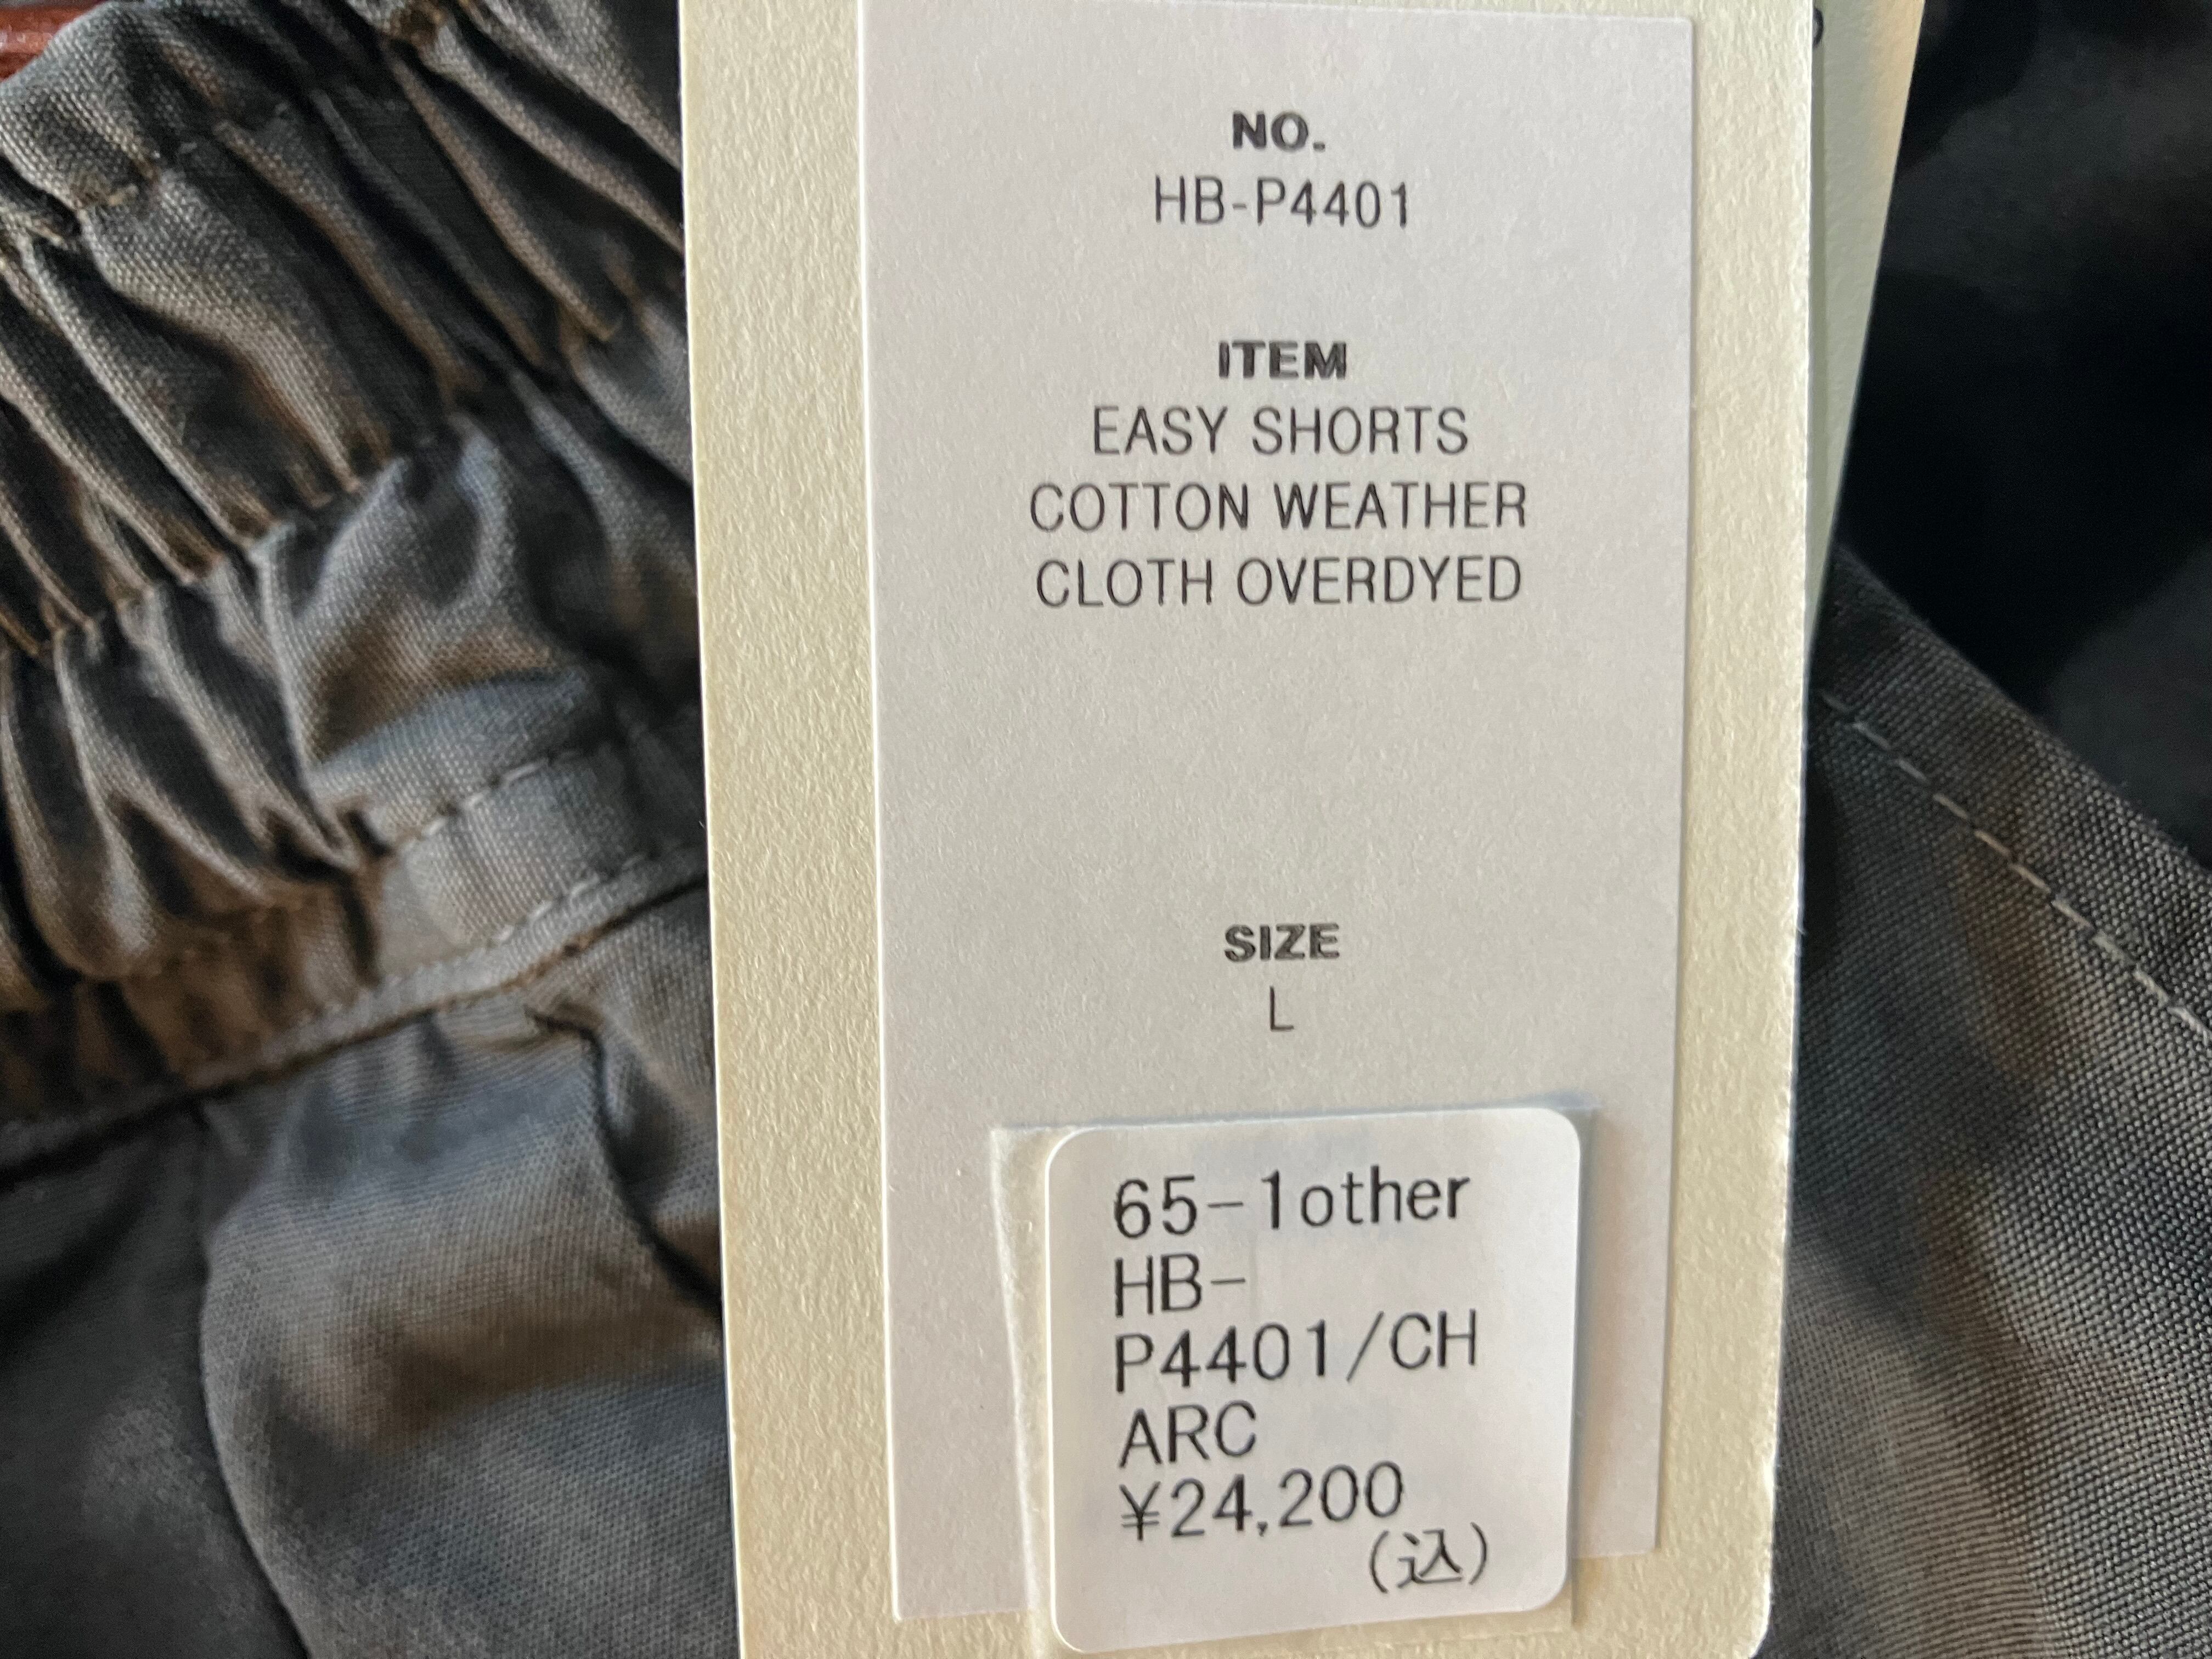 NO.
HB-P4401
ITEM
EASY SHORTS
COTTON WEATHER
CLOTH OVERDYED
SIZE
L
65-1other
HB-
P4401/CH
ARC
¥24,200
(込)